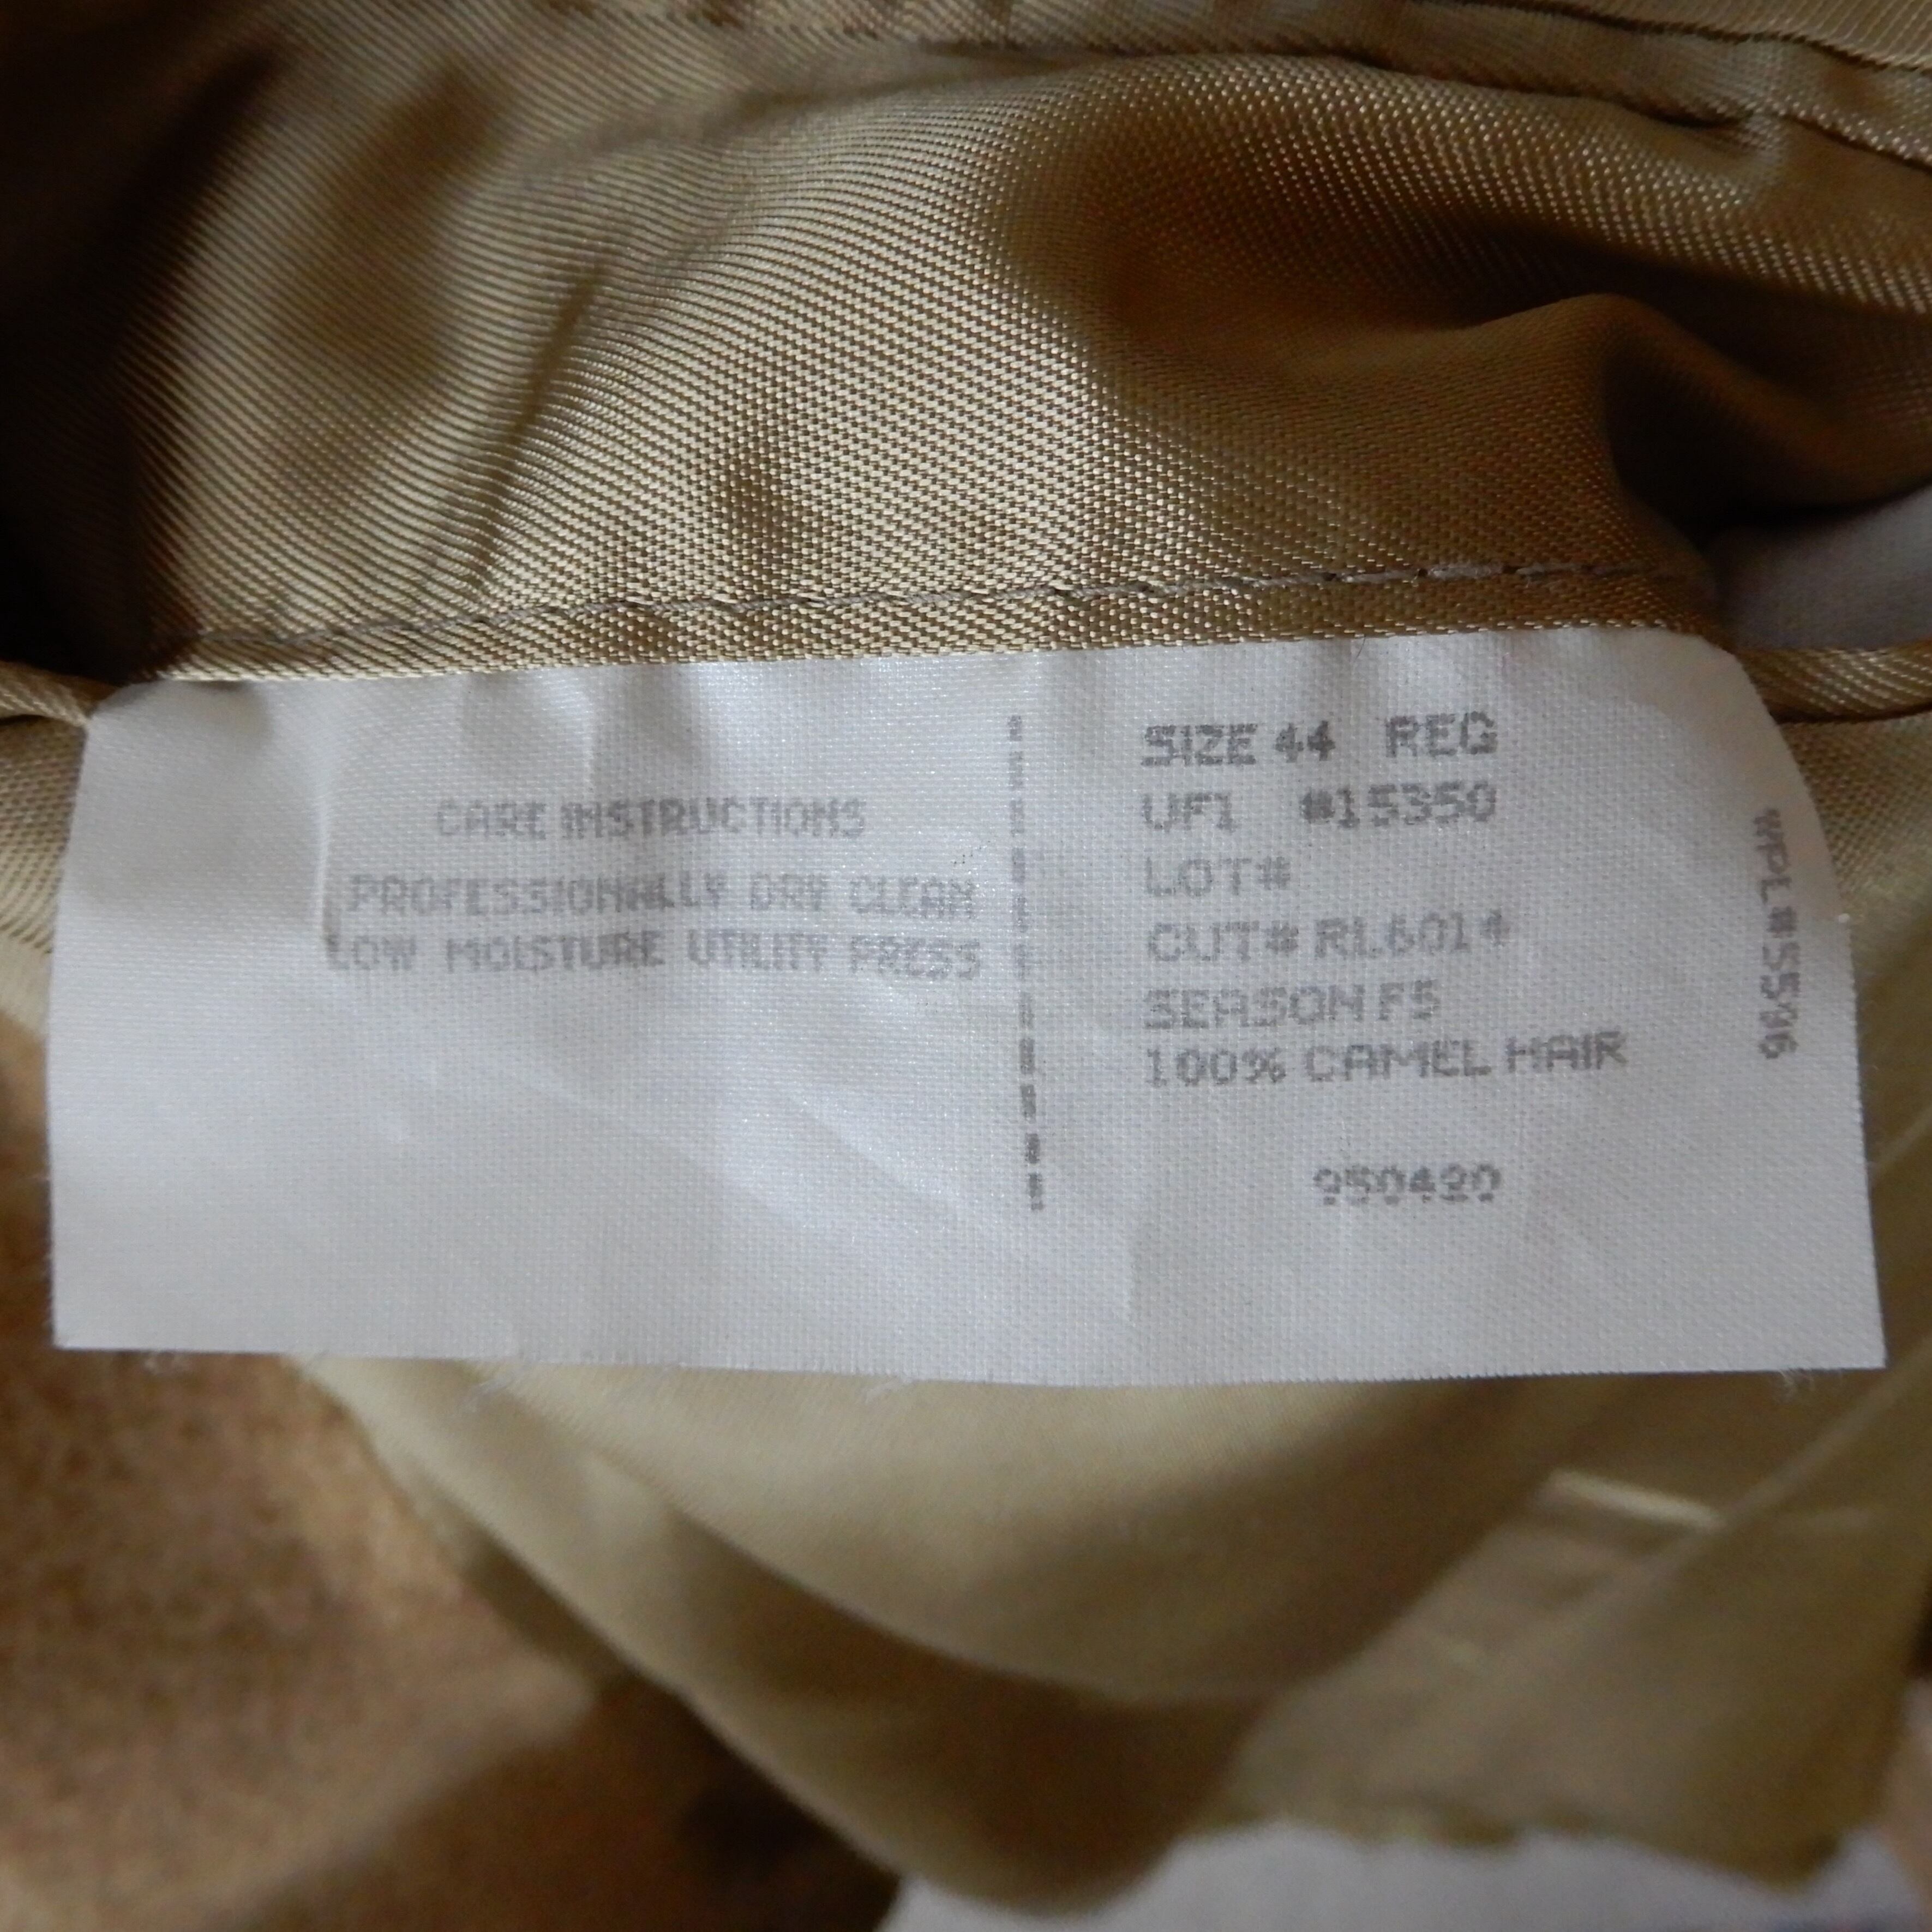 CARE INSTRUCTIONS
PROFESSIONALLY DRY CLEAN
LOW MOISTURE UTILITY PRESS
SIZE 44 REG
UF1 #15350
LOT#
CUT# RL6014
SEASON F5
100% CAMEL HAIR
950420
WPL#5596